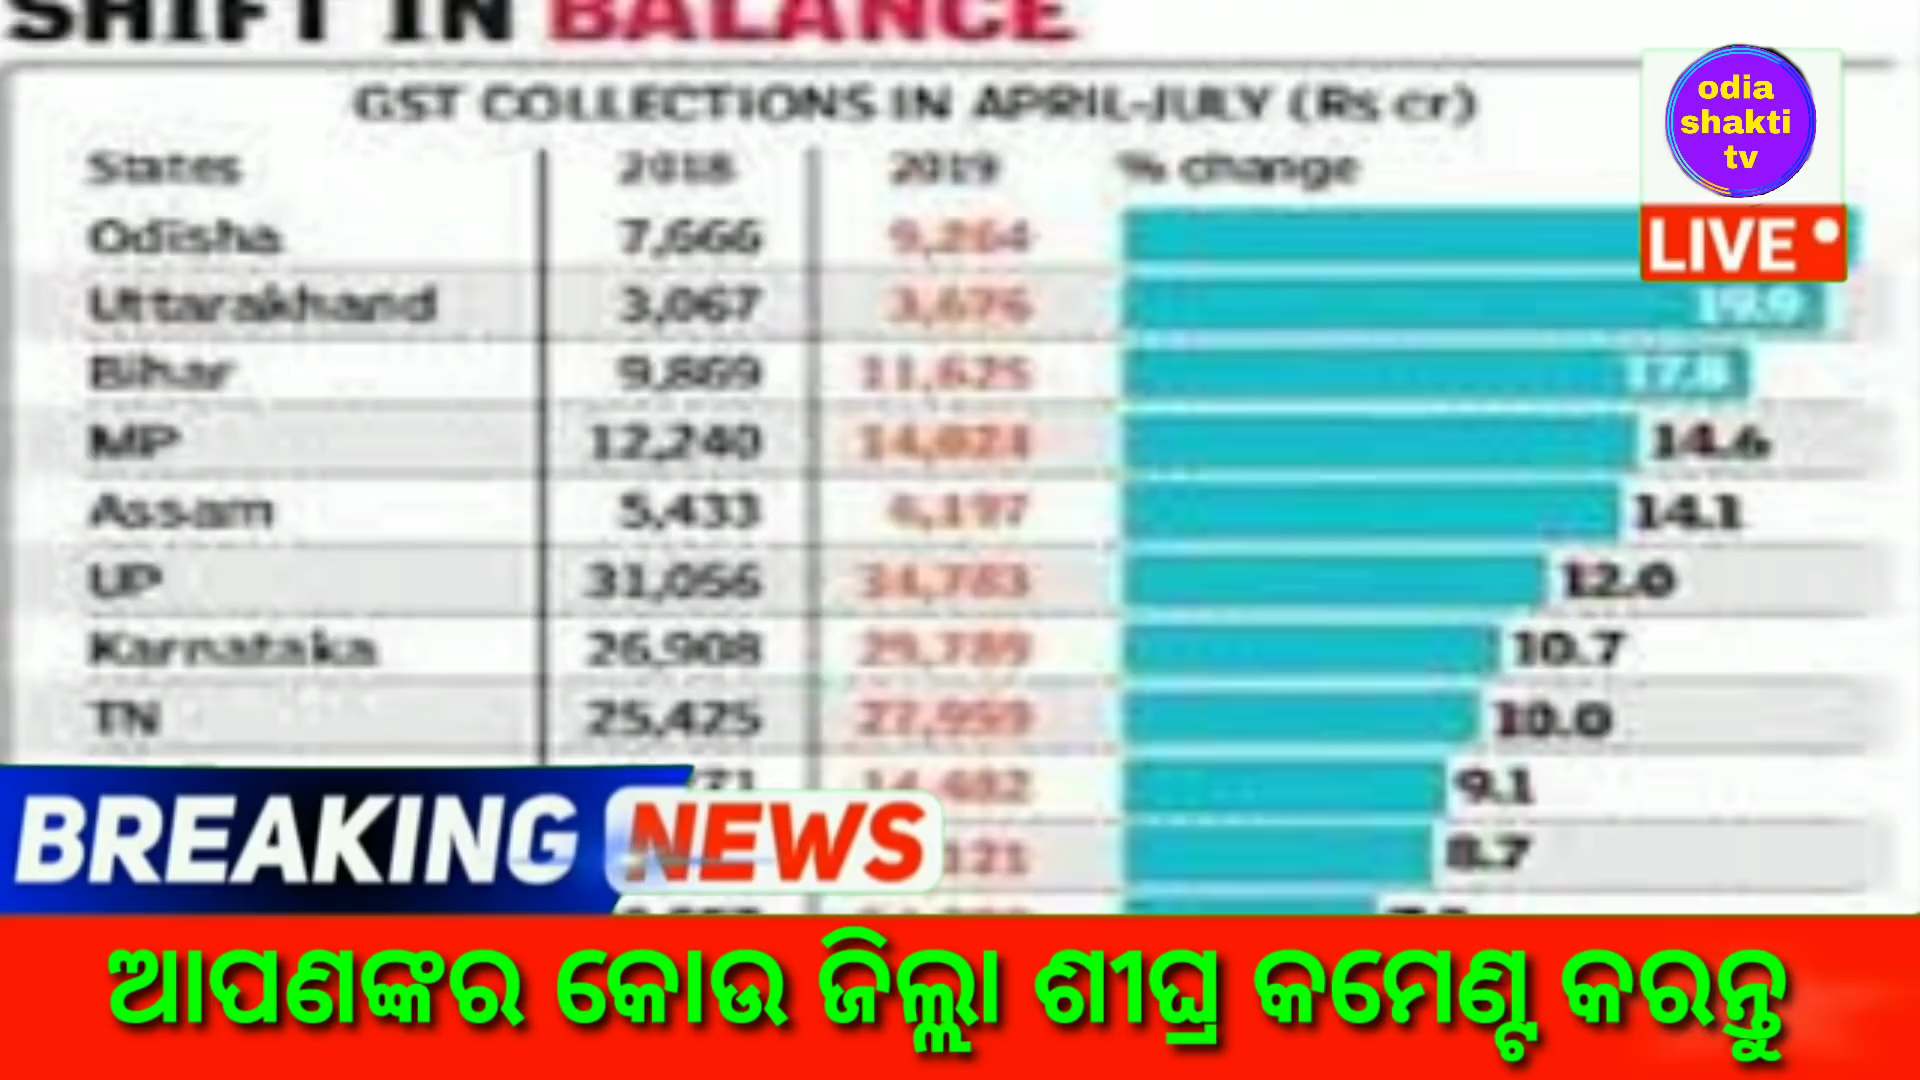 SHIFT IN BALANCE
GST COLLECTIONS IN APRIL-JULY (Rs cr)
odia
shakti
tv
States 2018 2019 % change
LIVE
Odisha 7,666 9,264
Uttarakhand 3,067 3,676 19.9
Bihar 9,869 11,625 17.8
MP 12,240 14,024 14.6
Assam 5,433 6,197 14.1
UP 31,056 34,783 12.0
Karnataka 26,908 29,789 10.7
TN 25,425 27,959 10.0
9.1
8.7
BREAKING NEWS
ଆପଣଙ୍କର କୋଉ ଜିଲ୍ଲା ଶୀଘ୍ର କମେଣ୍ଟ କରନ୍ତୁ